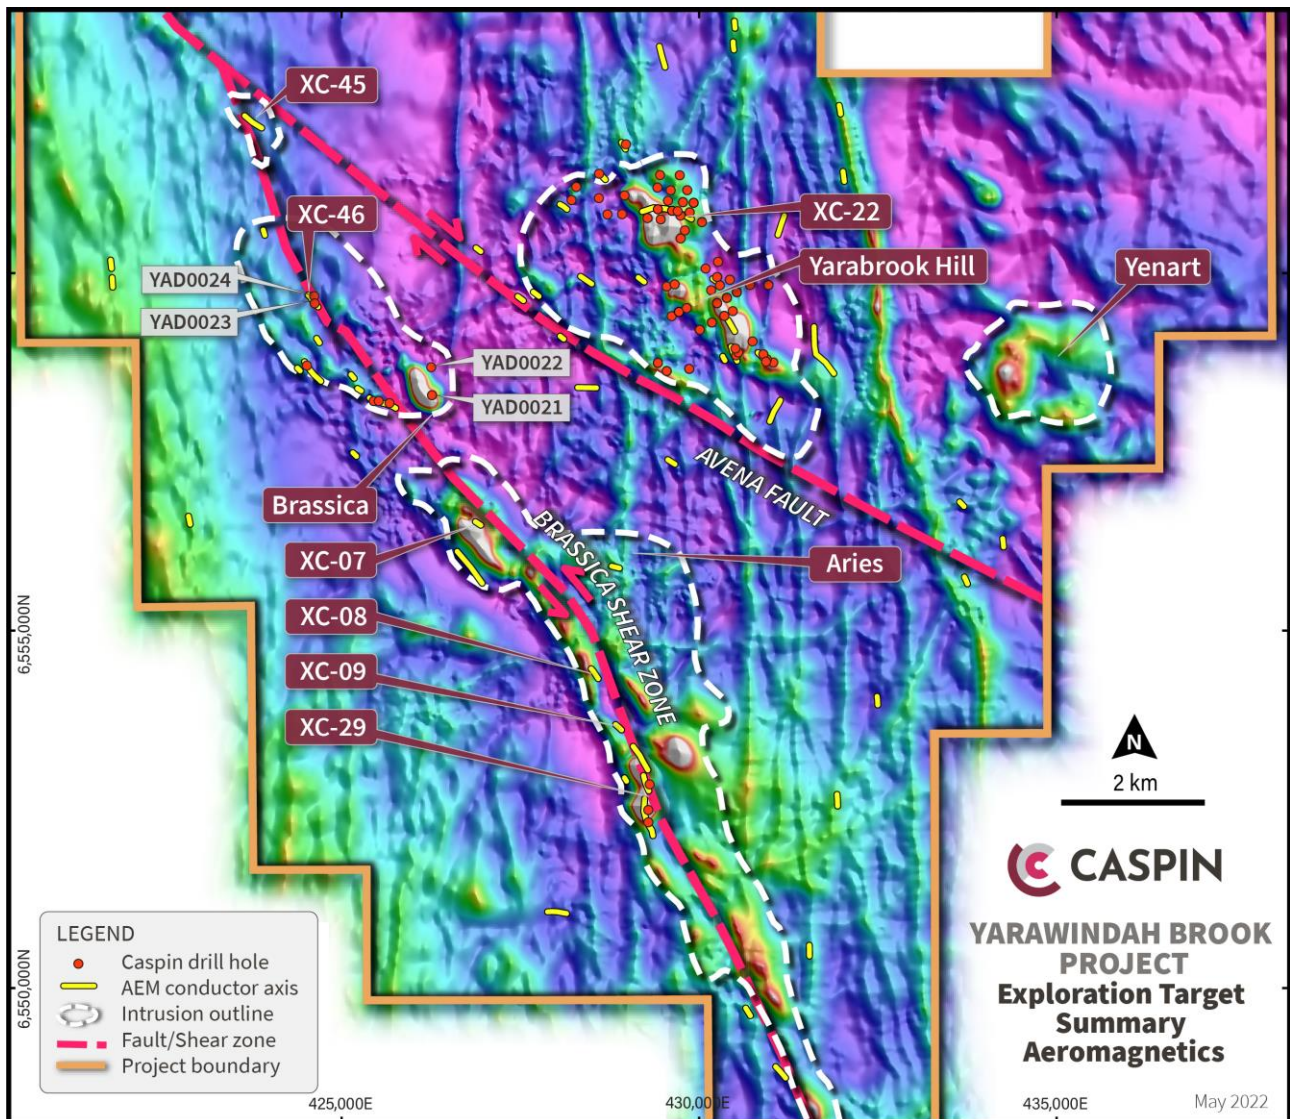 XC-45
XC-46
XC-22
YAD0024
Yarabrook Hill
Yenart
YAD0023
YAD0022
YAD0021
AVENA FAULT
Brassica
BRASSICA SHEAR ZONE
XC-07
Aries
XC-08
6,555,000N
XC-09
XC-29
N
2 km
CASPIN
YARAWINDAH BROOK
PROJECT
Exploration Target
Summary
Aeromagnetics
6,550,000N
LEGEND
Caspin drill hole
AEM conductor axis
Intrusion outline
Fault/Shear zone
Project boundary
425,000E
430,000E
435,000E
May 2022